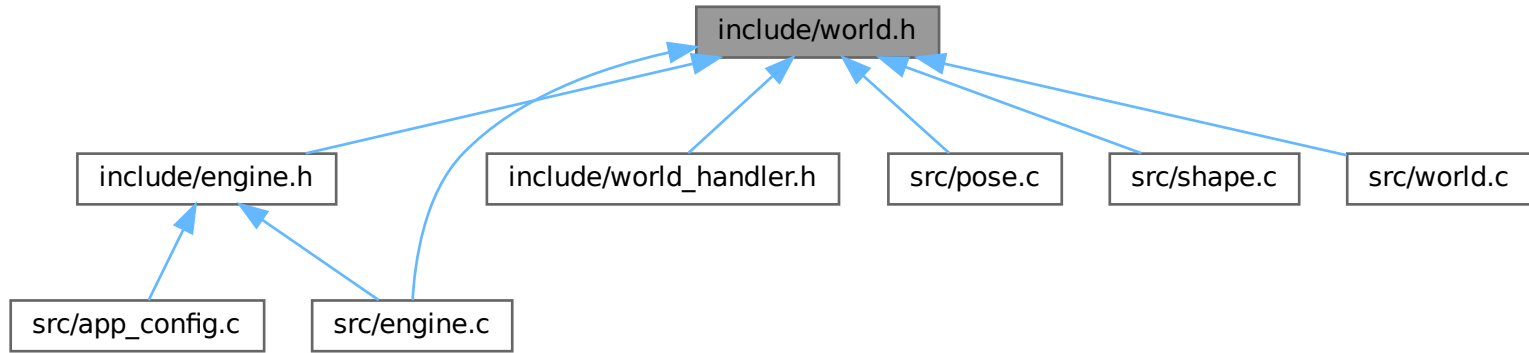 include/world.h
include/engine.h
include/world_handler.h
src/pose.c
src/shape.c
src/world.c
src/app_config.c
src/engine.c